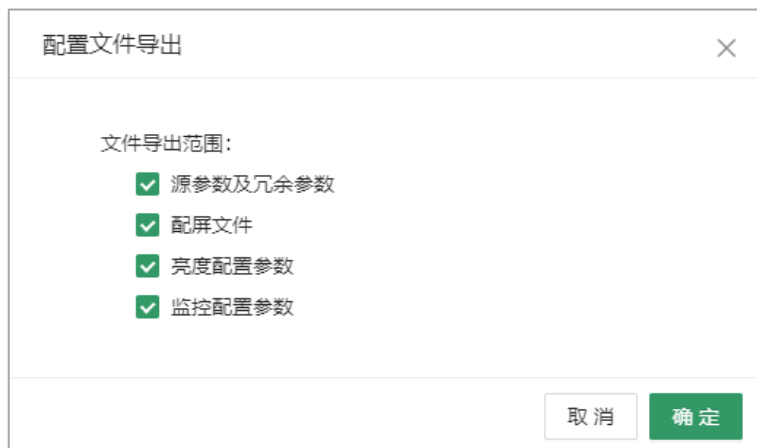 配置文件导出
文件导出范围：
源参数及冗余参数
配屏文件
亮度配置参数
监控配置参数
取消
确定